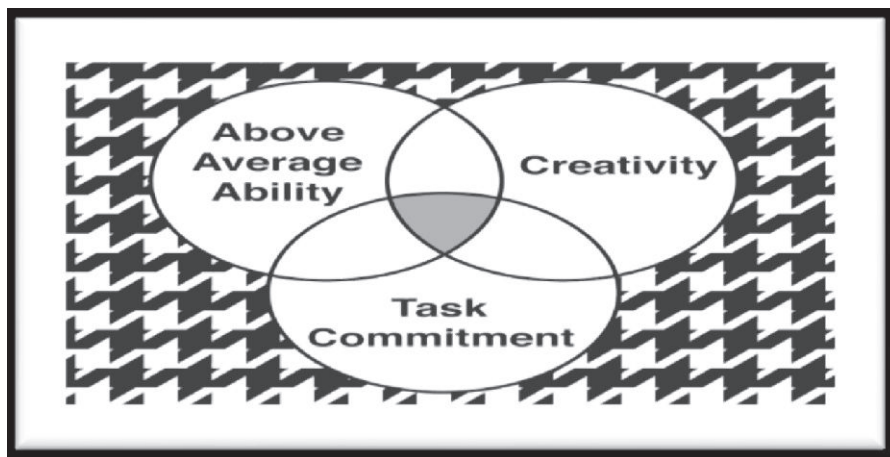 Above
Average
Ability
Creativity
Task
Commitment